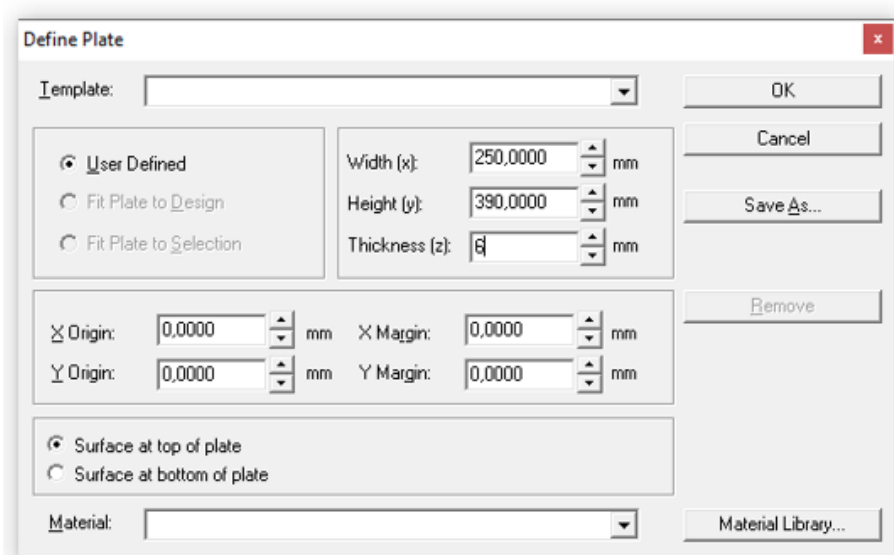 Define Plate
x
Template:
OK
Cancel
User Defined
Width (x): 250,0000 mm
Fit Plate to Design
Height (y): 390,0000 mm
Save As...
Fit Plate to Selection
Thickness (z): 6 mm
Remove
X Origin: 0,0000 mm X Margin: 0,0000 mm
Y Origin: 0,0000 mm Y Margin: 0,0000 mm
Surface at top of plate
Surface at bottom of plate
Material:
Material Library...